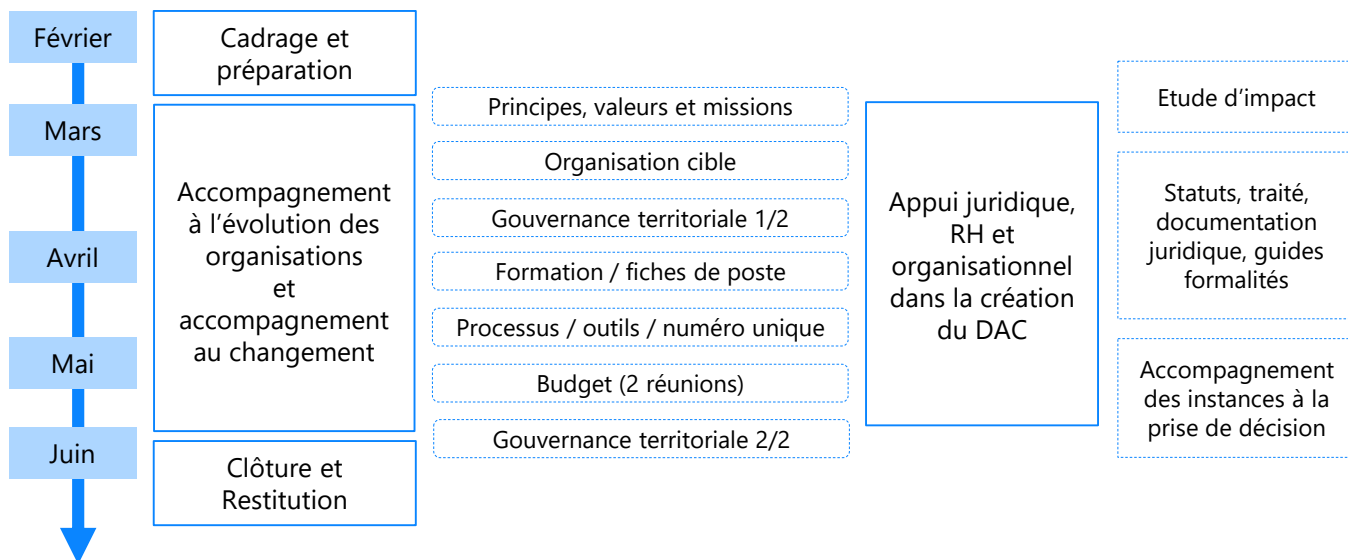 Février
Mars
Avril
Mai
Juin
Cadrage et
préparation
Accompagnement
à l’évolution des
organisations
et
accompagnement
au changement
Clôture et
Restitution
Principes, valeurs et missions
Organisation cible
Gouvernance territoriale 1/2
Formation / fiches de poste
Processus / outils / numéro unique
Budget (2 réunions)
Gouvernance territoriale 2/2
Appui juridique,
RH et
organisationnel
dans la création
du DAC
Etude d’impact
Statuts, traité,
documentation
juridique, guides
formalités
Accompagnement
des instances à la
prise de décision